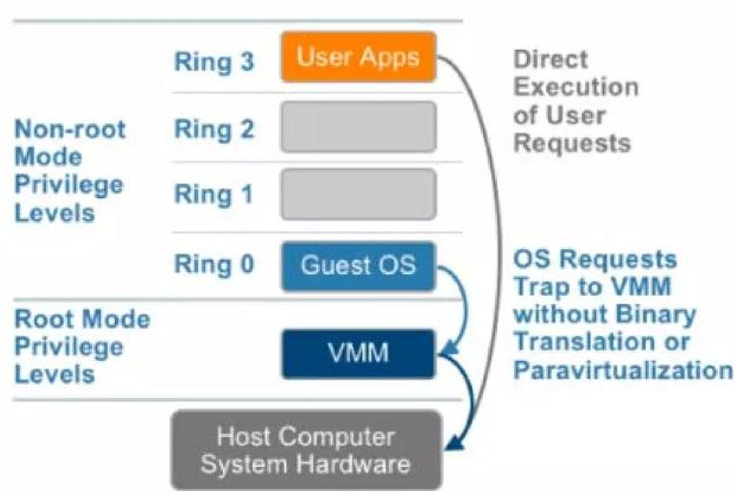 Ring 3
User Apps
Direct
Execution
of User
Requests
Non-root
Mode
Privilege
Levels
Ring 2
Ring 1
Ring 0
Guest OS
OS Requests
Trap to VMM
without Binary
Translation or
Paravirtualization
Root Mode
Privilege
Levels
VMM
Host Computer
System Hardware